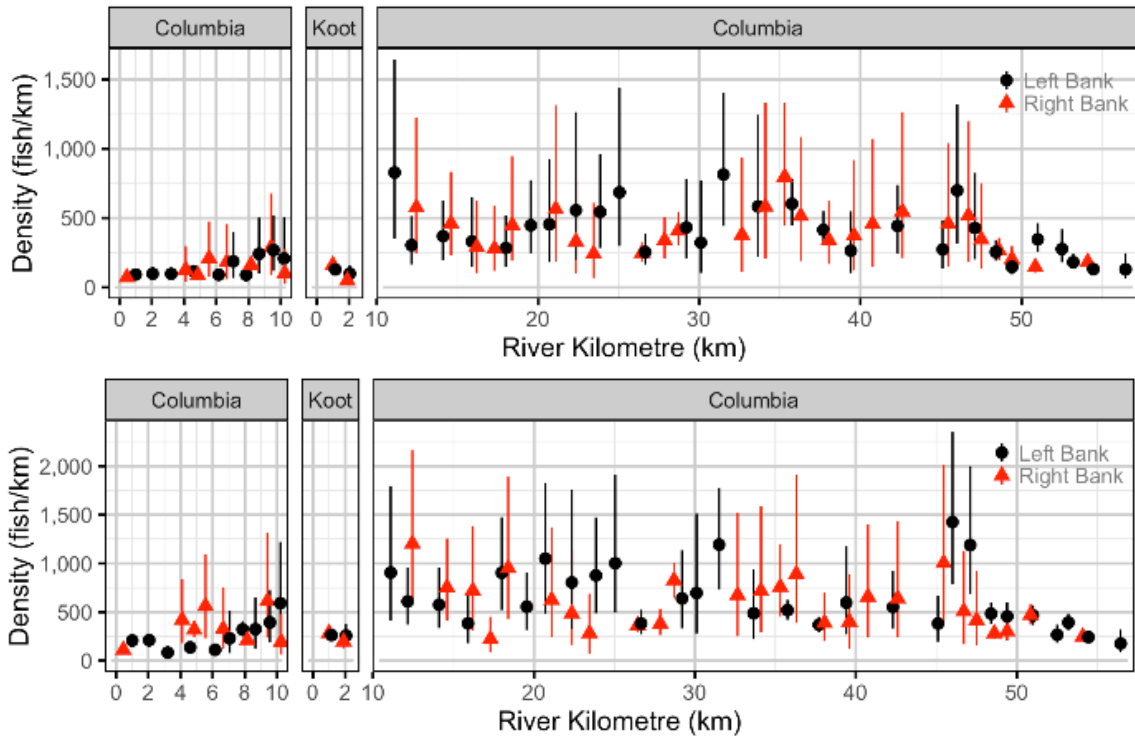 Columbia
Koot
Columbia
Density (fish/km)
1,500
1,000
500
0
Left Bank
Right Bank
0 2 4 6 8 10
0 2
10 20 30 40 50
River Kilometre (km)
Columbia
Koot
Columbia
Density (fish/km)
2,000
1,500
1,000
500
0
Left Bank
Right Bank
0 2 4 6 8 10
0 2
10 20 30 40 50
River Kilometre (km)